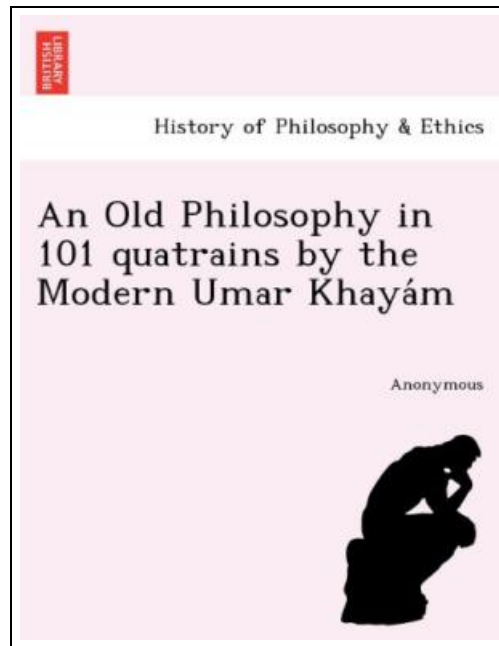 BRITISH
LIBRARY
History of Philosophy & Ethics
An Old Philosophy in
101 quatrains by the
Modern Umar Khayám
Anonymous